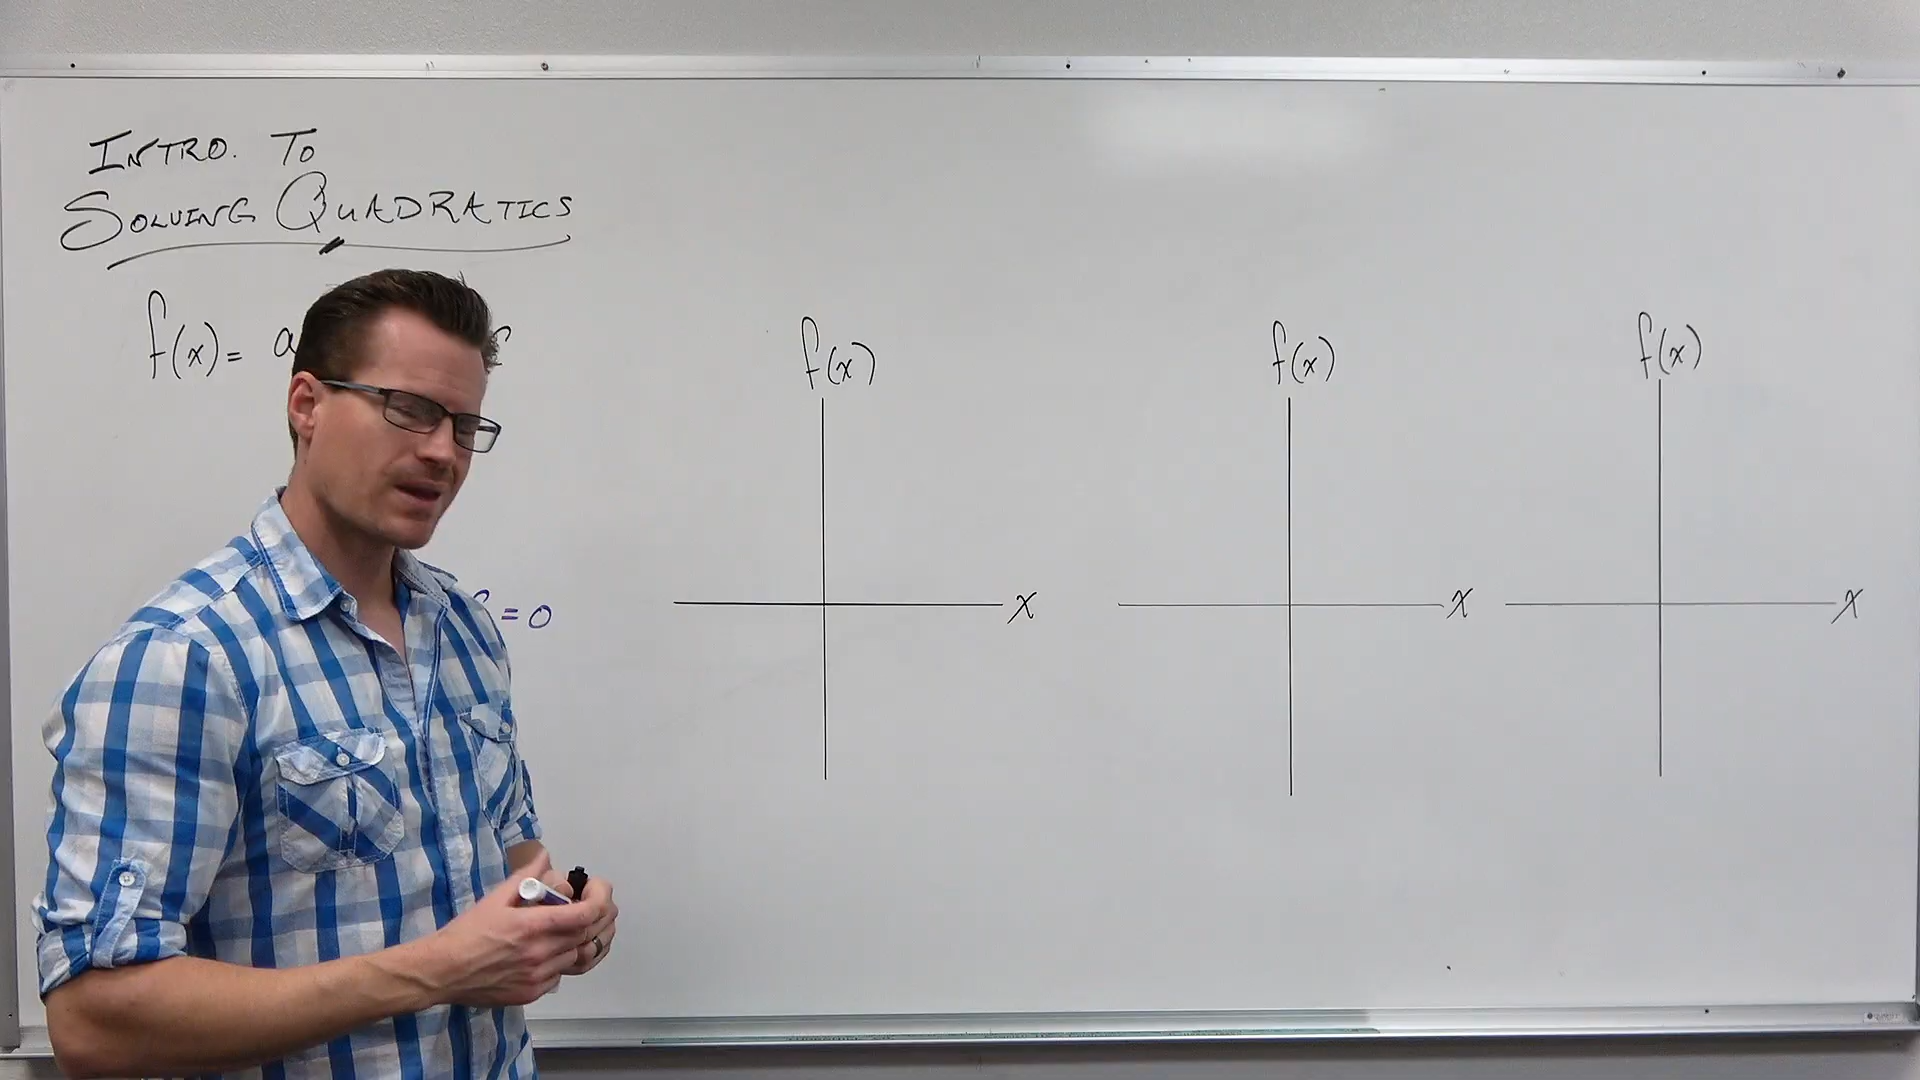 INTRO. TO
SOLVING QUADRATICS
f(x) = a
= 0
f(x)
x
f(x)
x
f(x)
x